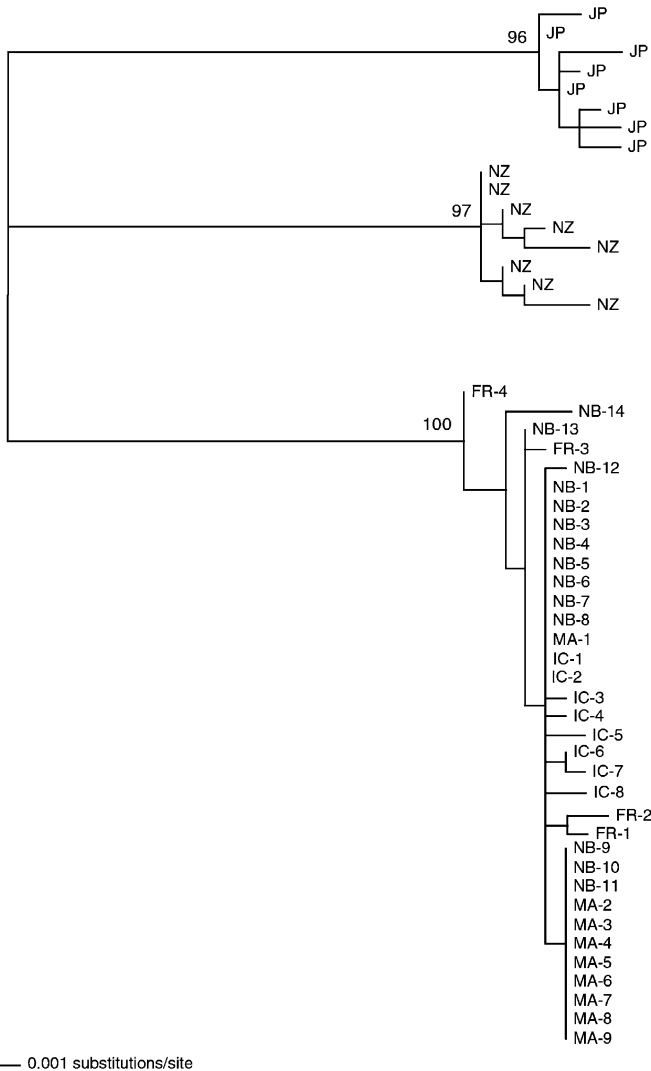 JP
96
JP
JP
JP
JP
JP
JP
JP
NZ
NZ
97
NZ
NZ
NZ
NZ
NZ
NZ
FR-4
NB-14
100
NB-13
FR-3
NB-12
NB-1
NB-2
NB-3
NB-4
NB-5
NB-6
NB-7
NB-8
MA-1
IC-1
IC-2
IC-3
IC-4
IC-5
IC-6
IC-7
IC-8
FR-2
FR-1
NB-9
NB-10
NB-11
MA-2
MA-3
MA-4
MA-5
MA-6
MA-7
MA-8
MA-9
0.001 substitutions/site